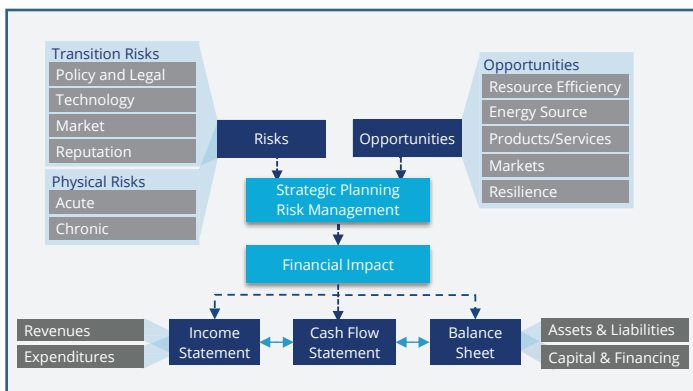 Transition Risks
Policy and Legal
Technology
Market
Reputation
Physical Risks
Acute
Chronic
Risks
Opportunities
Opportunities
Resource Efficiency
Energy Source
Products/Services
Markets
Resilience
Strategic Planning
Risk Management
Financial Impact
Revenues
Expenditures
Income
Statement
Cash Flow
Statement
Balance
Sheet
Assets & Liabilities
Capital & Financing